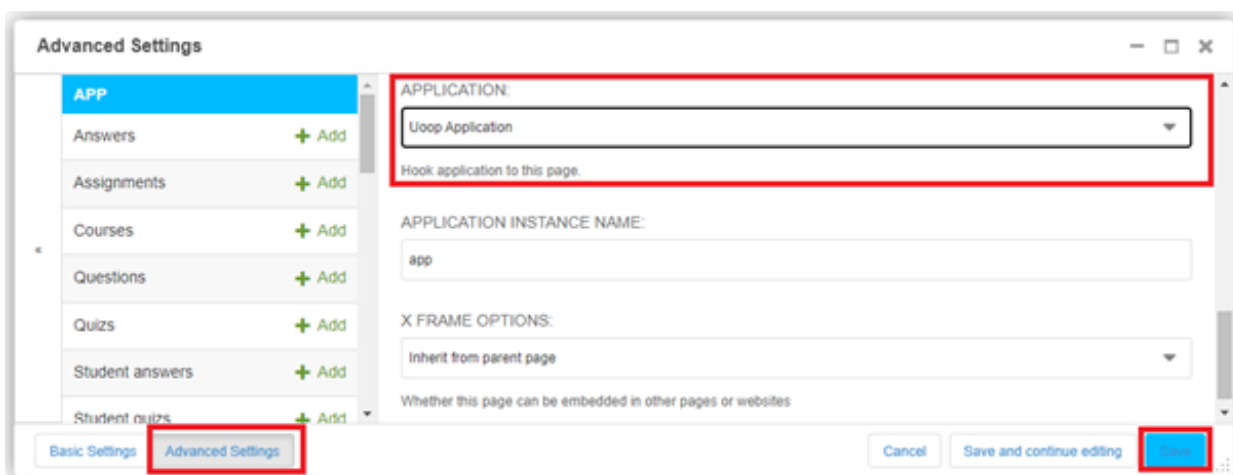 Advanced Settings
APP
Answers + Add
Assignments + Add
Courses + Add
Questions + Add
Quizs + Add
Student answers + Add
Student quizs + Add
APPLICATION:
Uoop Application
Hook application to this page.
APPLICATION INSTANCE NAME:
app
X FRAME OPTIONS:
Inherit from parent page
Whether this page can be embedded in other pages or websites
«
Basic Settings Advanced Settings Cancel Save and continue editing Save